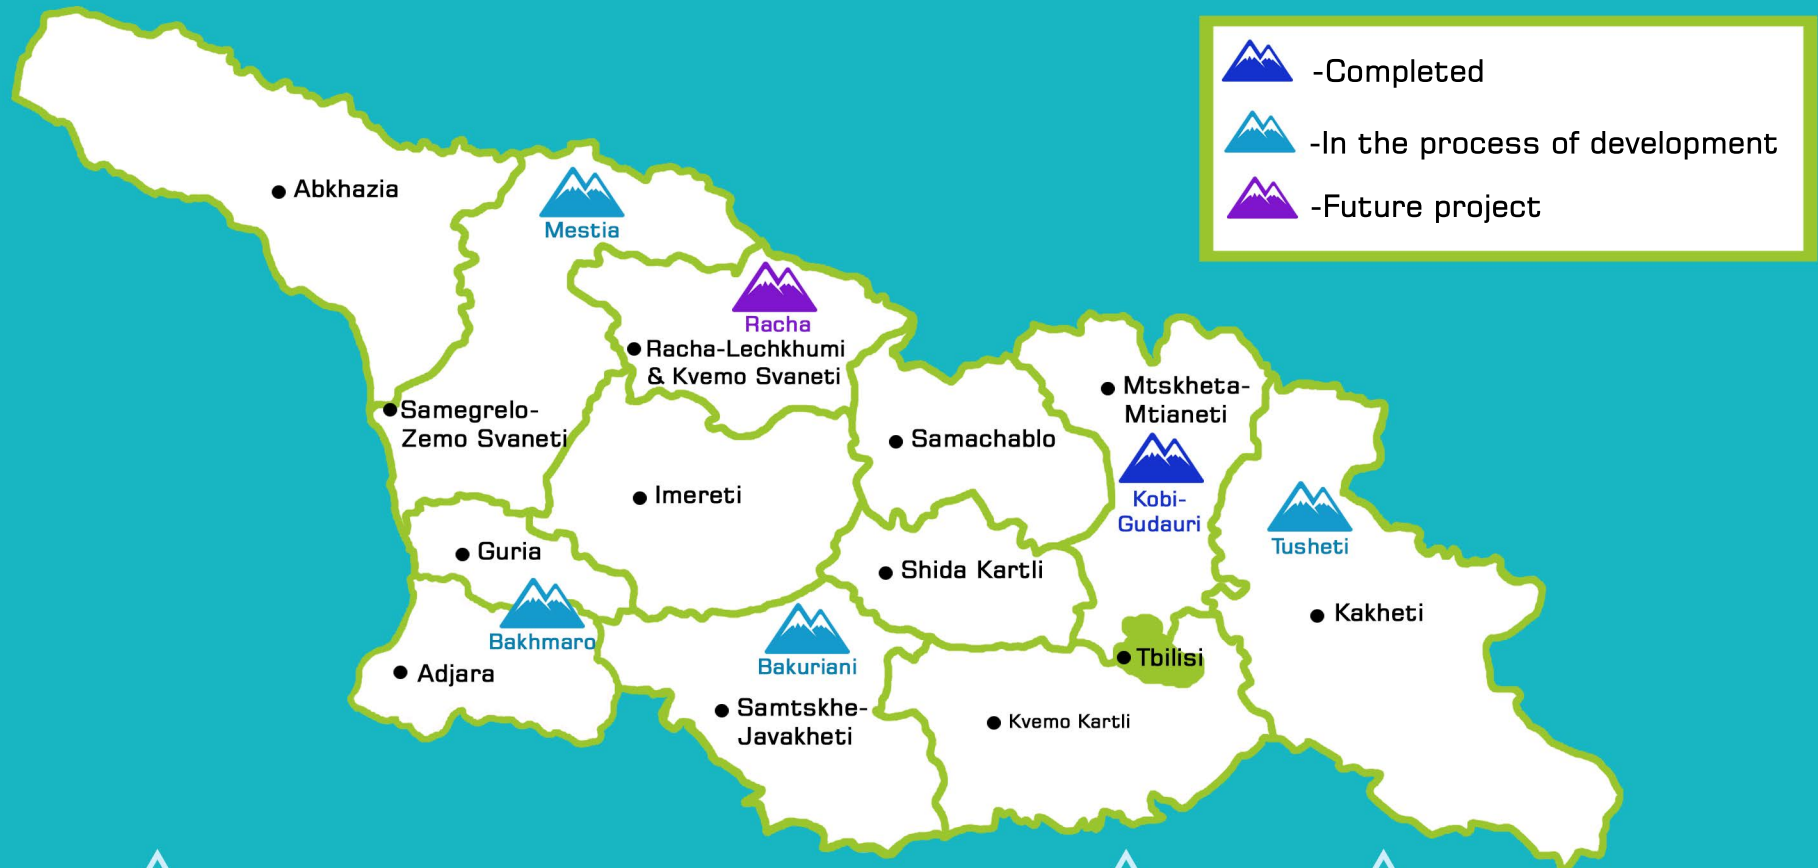 -Completed
-In the process of development
-Future project
Abkhazia
Mestia
Racha
Racha-Lechkhumi
& Kvemo Svaneti
Samegrelo-
Zemo Svaneti
Mtskheta-
Mtianeti
Samachablo
Imereti
Kobi-
Gudauri
Tusheti
Guria
Shida Kartli
Kakheti
Bakhmaro
Bakuriani
Tbilisi
Adjara
Samtskhe-
Javakheti
Kvemo Kartli